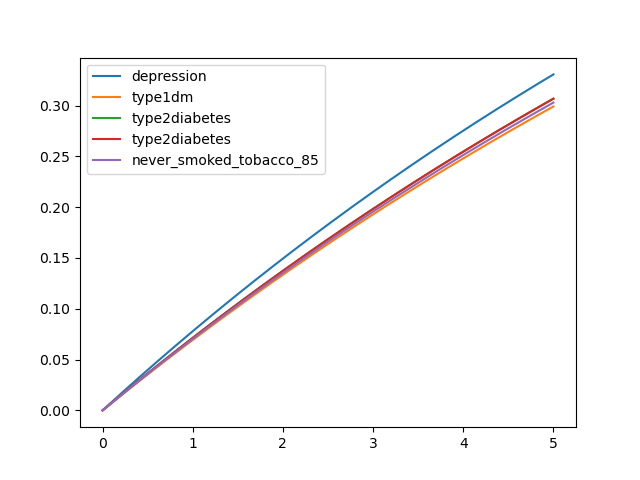 depression
type1dm
type2diabetes
type2diabetes
never_smoked_tobacco_85
0.30
0.25
0.20
0.15
0.10
0.05
0.00
0 1 2 3 4 5